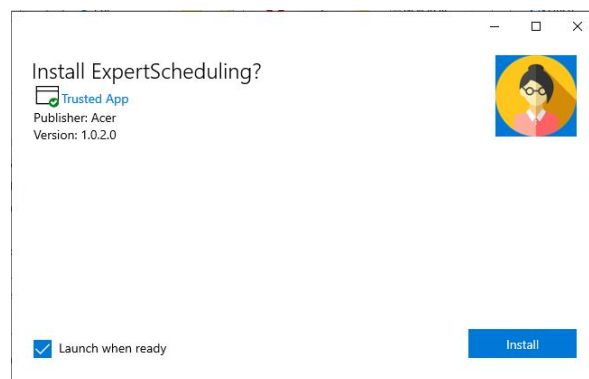 Install ExpertScheduling?
Trusted App
Publisher: Acer
Version: 1.0.2.0
Launch when ready
Install